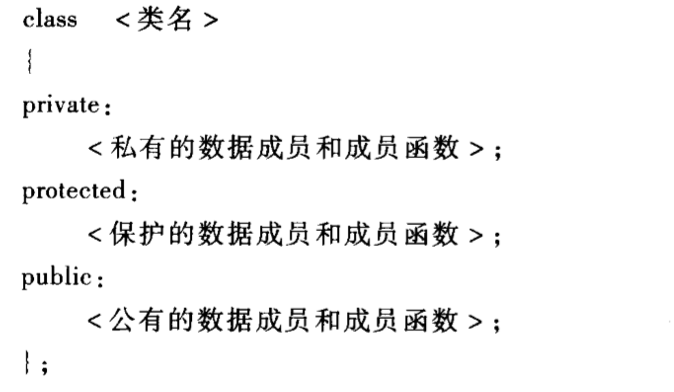 class <类名>
{
private:
<私有的数据成员和成员函数>;
protected:
<保护的数据成员和成员函数>;
public:
<公有的数据成员和成员函数>;
};